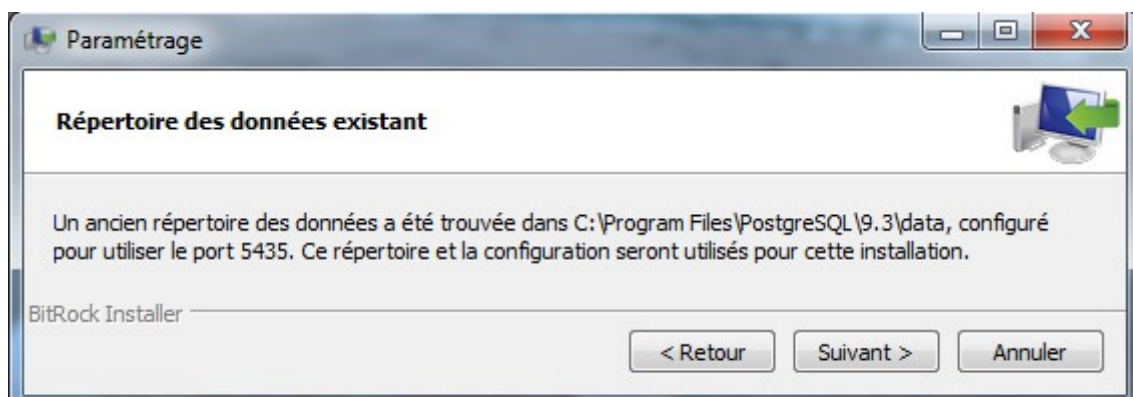 Paramétrage
Répertoire des données existant
Un ancien répertoire des données a été trouvée dans C:\Program Files\PostgreSQL\9.3\data, configuré
pour utiliser le port 5435. Ce répertoire et la configuration seront utilisés pour cette installation.
BitRock Installer
< Retour Suivant > Annuler